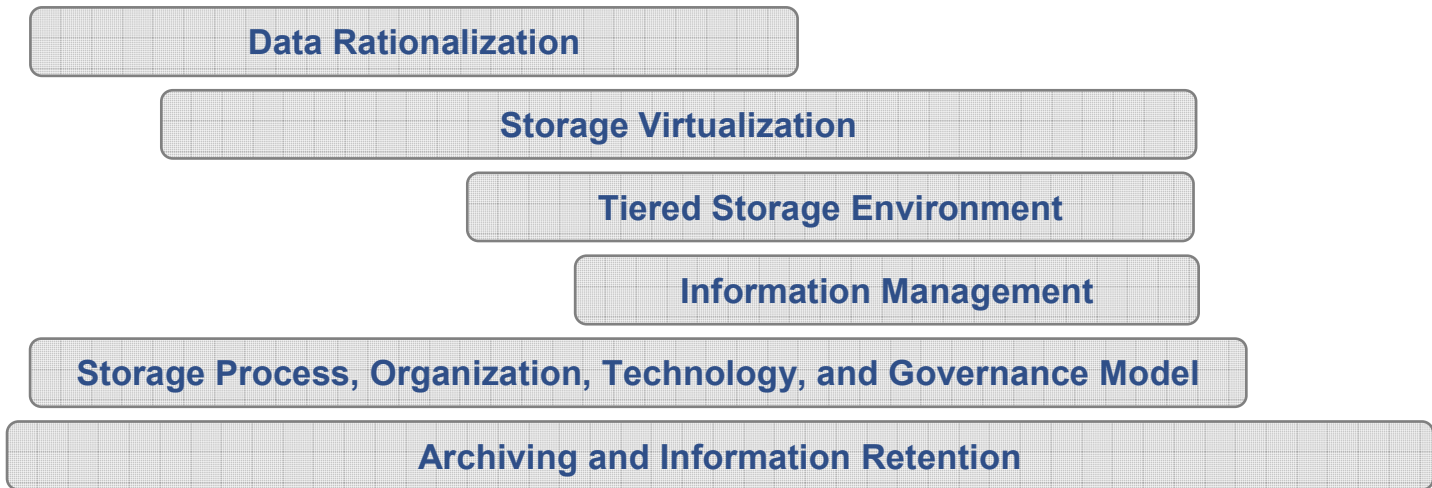 Data Rationalization
Storage Virtualization
Tiered Storage Environment
Information Management
Storage Process, Organization, Technology, and Governance Model
Archiving and Information Retention